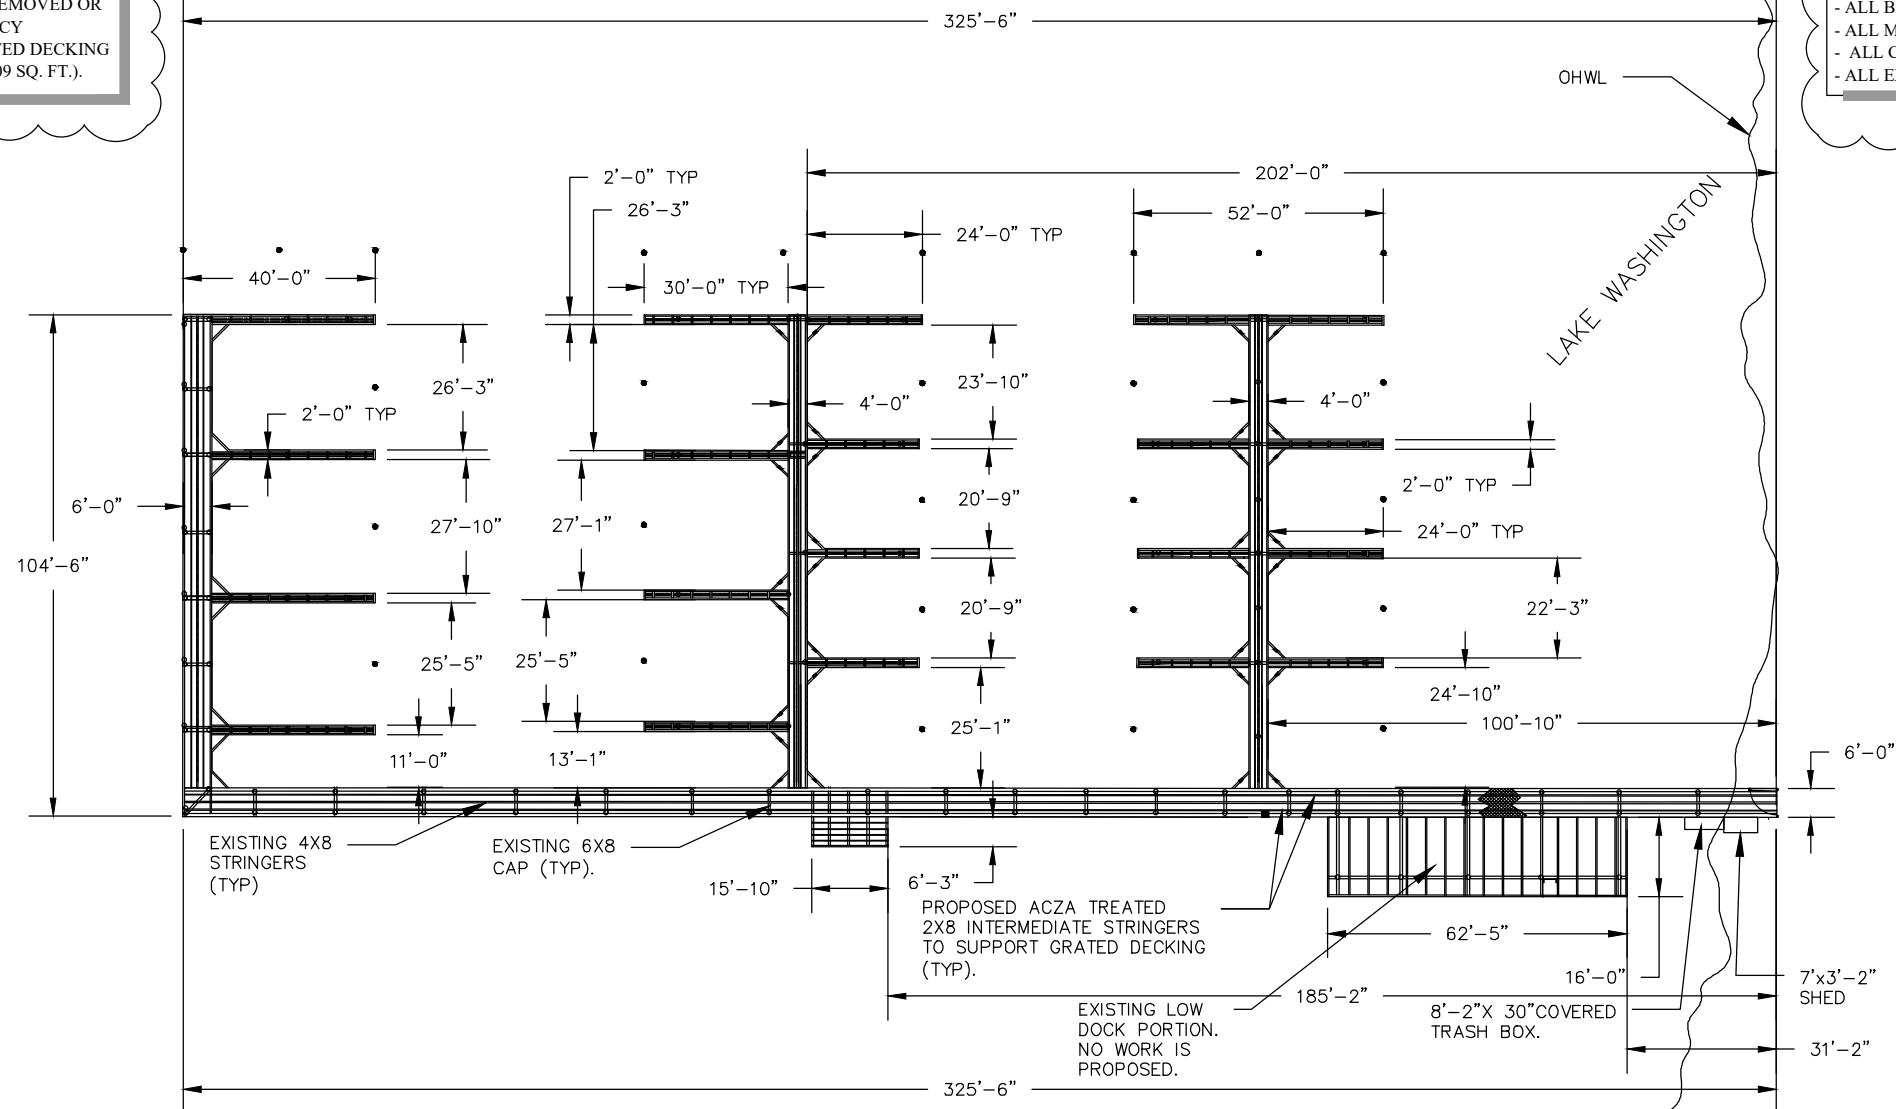 EMOVED OR
CY
ED DECKING
09 SQ. FT.).
325'-6"
- ALL B
- ALL M
- ALL C
- ALL E
OHWL
202'-0"
2'-0" TYP
26'-3"
52'-0"
24'-0" TYP
LAKE WASHINGTON
40'-0"
30'-0" TYP
26'-3"
23'-10"
2'-0" TYP
4'-0"
4'-0"
2'-0" TYP
6'-0"
27'-10"
27'-1"
20'-9"
24'-0" TYP
104'-6"
20'-9"
22'-3"
25'-5"
25'-5"
24'-10"
25'-1"
100'-10"
11'-0"
13'-1"
6'-0"
EXISTING 4X8
STRINGERS
(TYP)
EXISTING 6X8
CAP (TYP).
15'-10"
6'-3"
PROPOSED ACZA TREATED
2X8 INTERMEDIATE STRINGERS
TO SUPPORT GRATED DECKING
(TYP).
62'-5"
16'-0"
7'x3'-2"
SHED
185'-2"
EXISTING LOW
DOCK PORTION.
NO WORK IS
PROPOSED.
8'-2"X 30"COVERED
TRASH BOX.
31'-2"
325'-6"